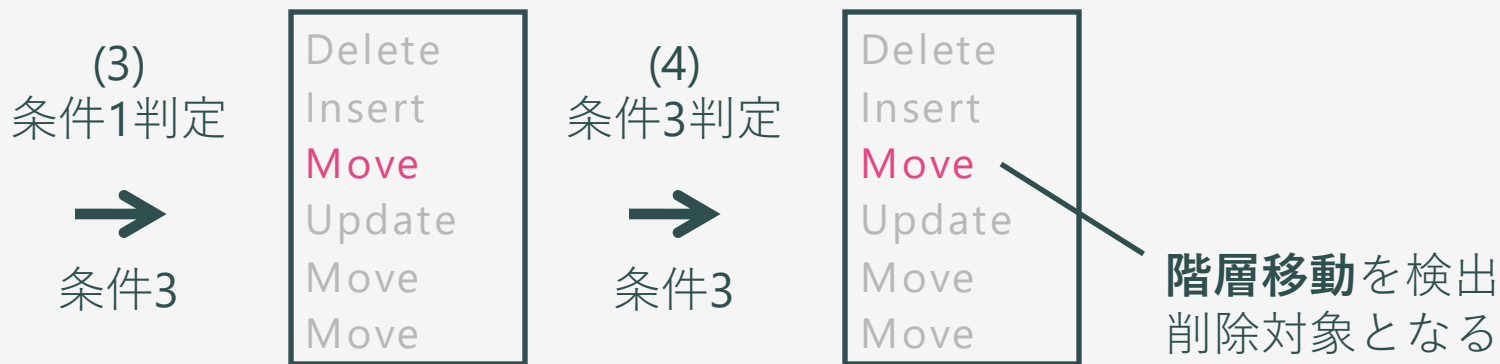 (3)
条件1判定
条件3
Delete
Insert
Move
Update
Move
Move
(4)
条件3判定
条件3
Delete
Insert
Move
Update
Move
Move
階層移動を検出
削除対象となる